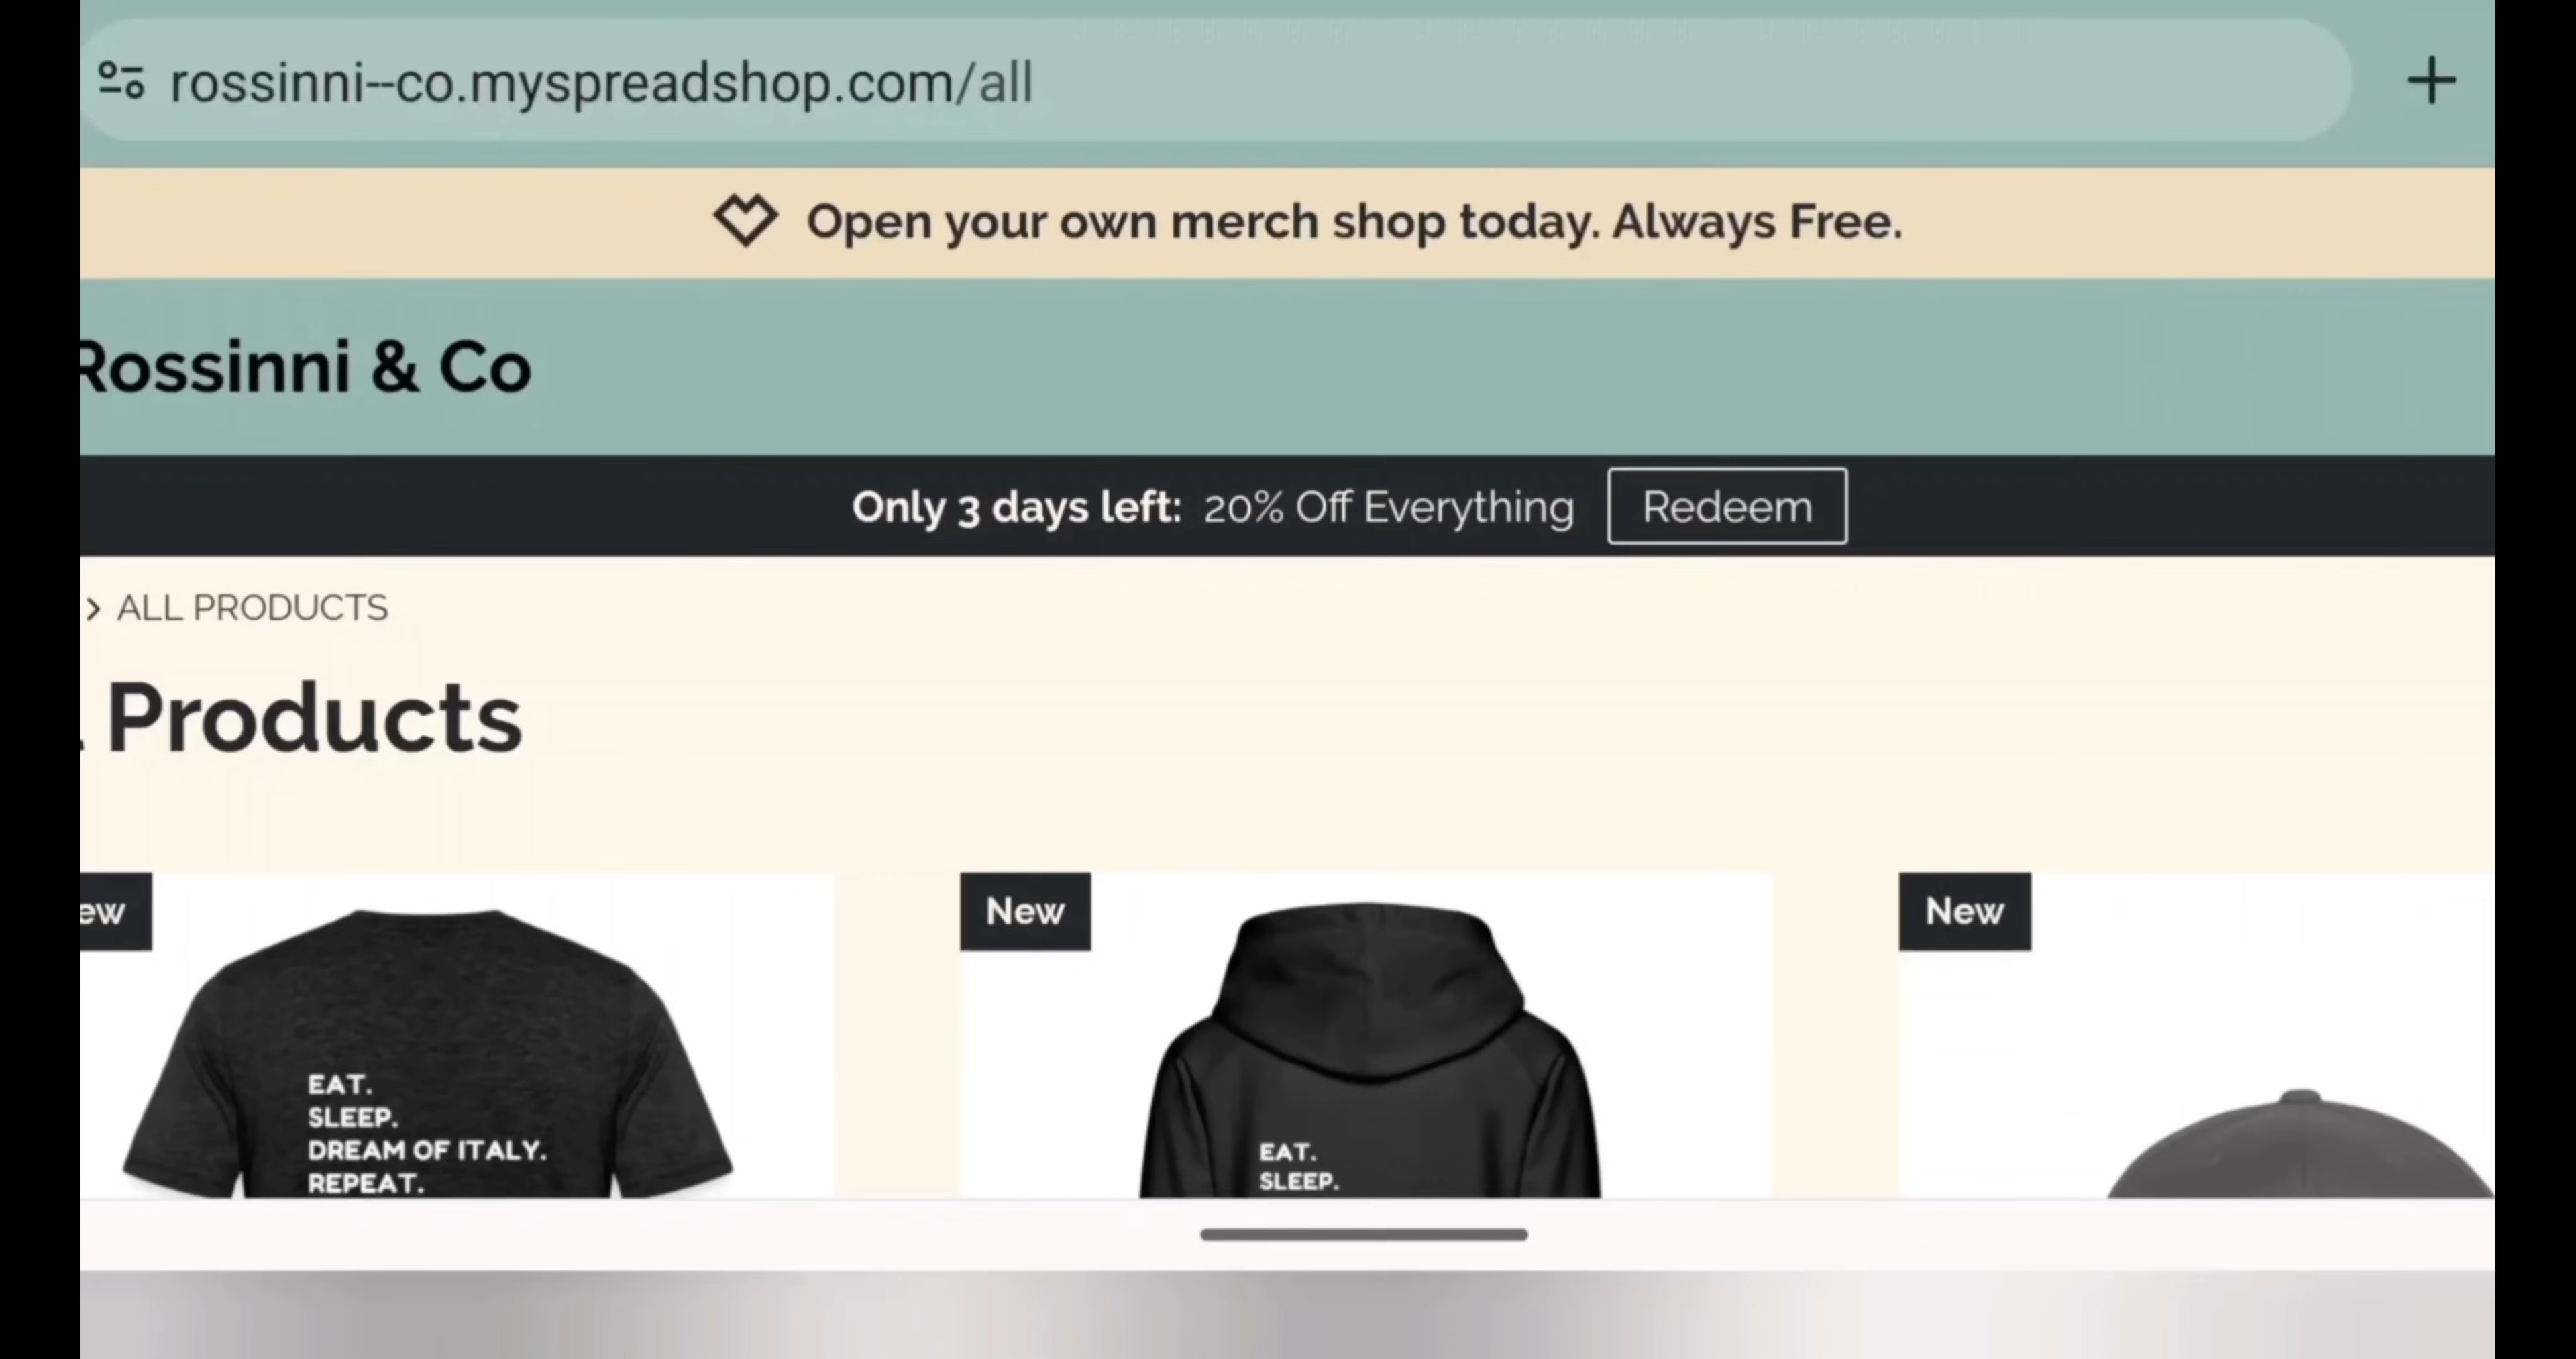 rossinni--co.myspreadshop.com/all
Open your own merch shop today. Always Free.
Rossinni & Co
Only 3 days left: 20% Off Everything Redeem
> ALL PRODUCTS
Products
ew
New
New
EAT.
SLEEP.
DREAM OF ITALY.
REPEAT.
EAT.
SLEEP.